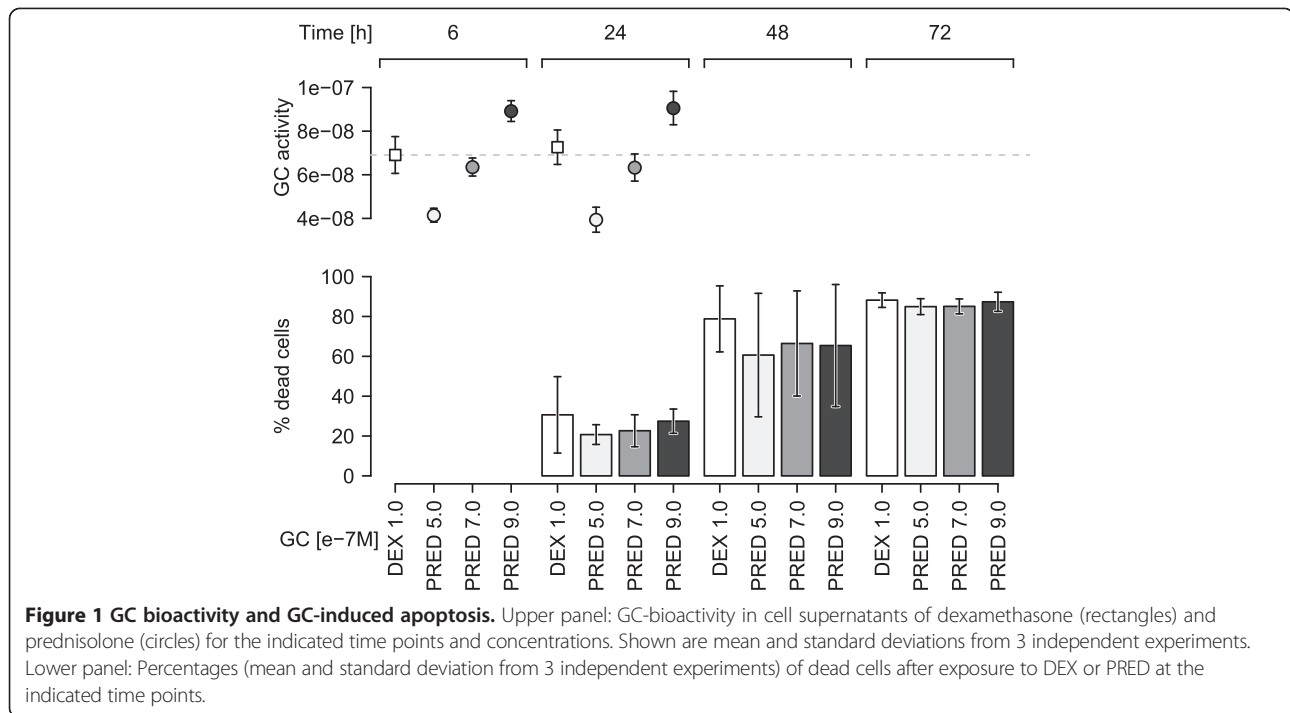 Time [h] 6 24 48 72
GC activity
1e−07
8e−08
6e−08
4e−08
% dead cells
100
80
60
40
20
0
GC [e−7M]
DEX 1.0
PRED 5.0
PRED 7.0
PRED 9.0
DEX 1.0
PRED 5.0
PRED 7.0
PRED 9.0
DEX 1.0
PRED 5.0
PRED 7.0
PRED 9.0
DEX 1.0
PRED 5.0
PRED 7.0
PRED 9.0
Figure 1 GC bioactivity and GC-induced apoptosis. Upper panel: GC-bioactivity in cell supernatants of dexamethasone (rectangles) and
prednisolone (circles) for the indicated time points and concentrations. Shown are mean and standard deviations from 3 independent experiments.
Lower panel: Percentages (mean and standard deviation from 3 independent experiments) of dead cells after exposure to DEX or PRED at the
indicated time points.